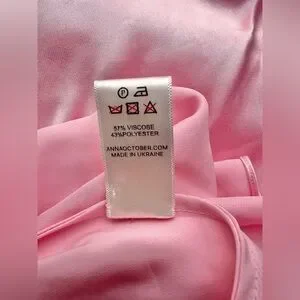 P
57% VISCOSE
43%POLYESTER
ANNAOCTOBER.COM
MADE IN UKRAINE